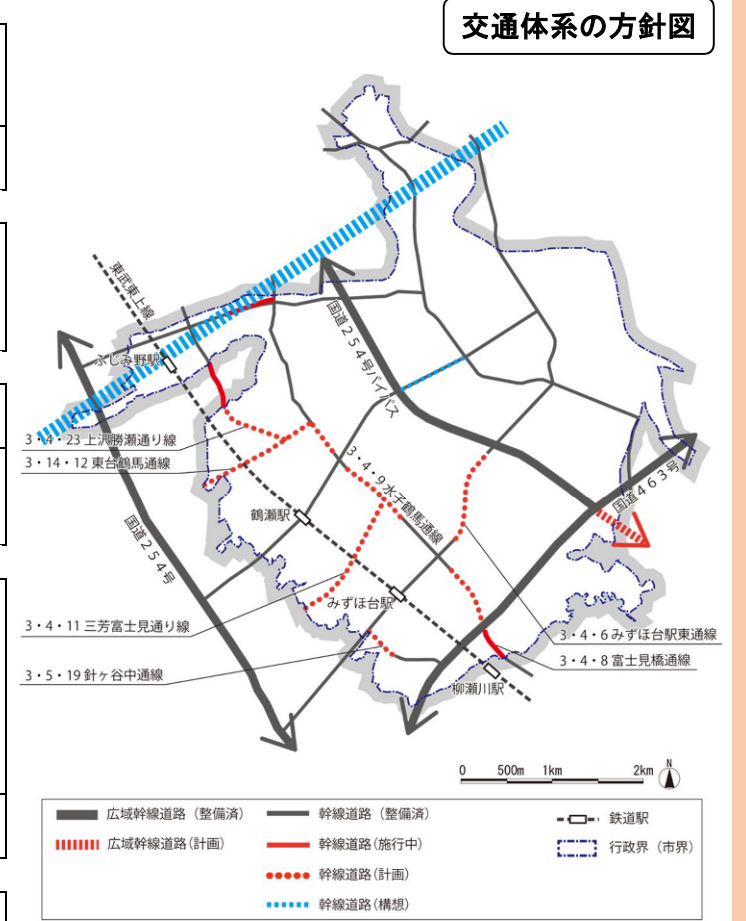 交通体系の方針図
東武東上線
国道254号バイパス
ふじみ野駅
3・4・23 上沢勝瀬通り線
3・14・12 東台鶴馬通線
3・4・9 水子鶴馬通線
国道463号
鶴瀬駅
国道254号
みずほ台駅
3・4・11 三芳富士見通り線
3・4・6 みずほ台駅東通線
3・4・8 富士見橋通線
3・5・19 針ヶ谷中通線
柳瀬川駅
0 500m 1km 2km N
広域幹線道路（整備済） 幹線道路（整備済） 鉄道駅
広域幹線道路(計画) 幹線道路(施行中) 行政界（市界）
幹線道路(計画)
幹線道路(構想)